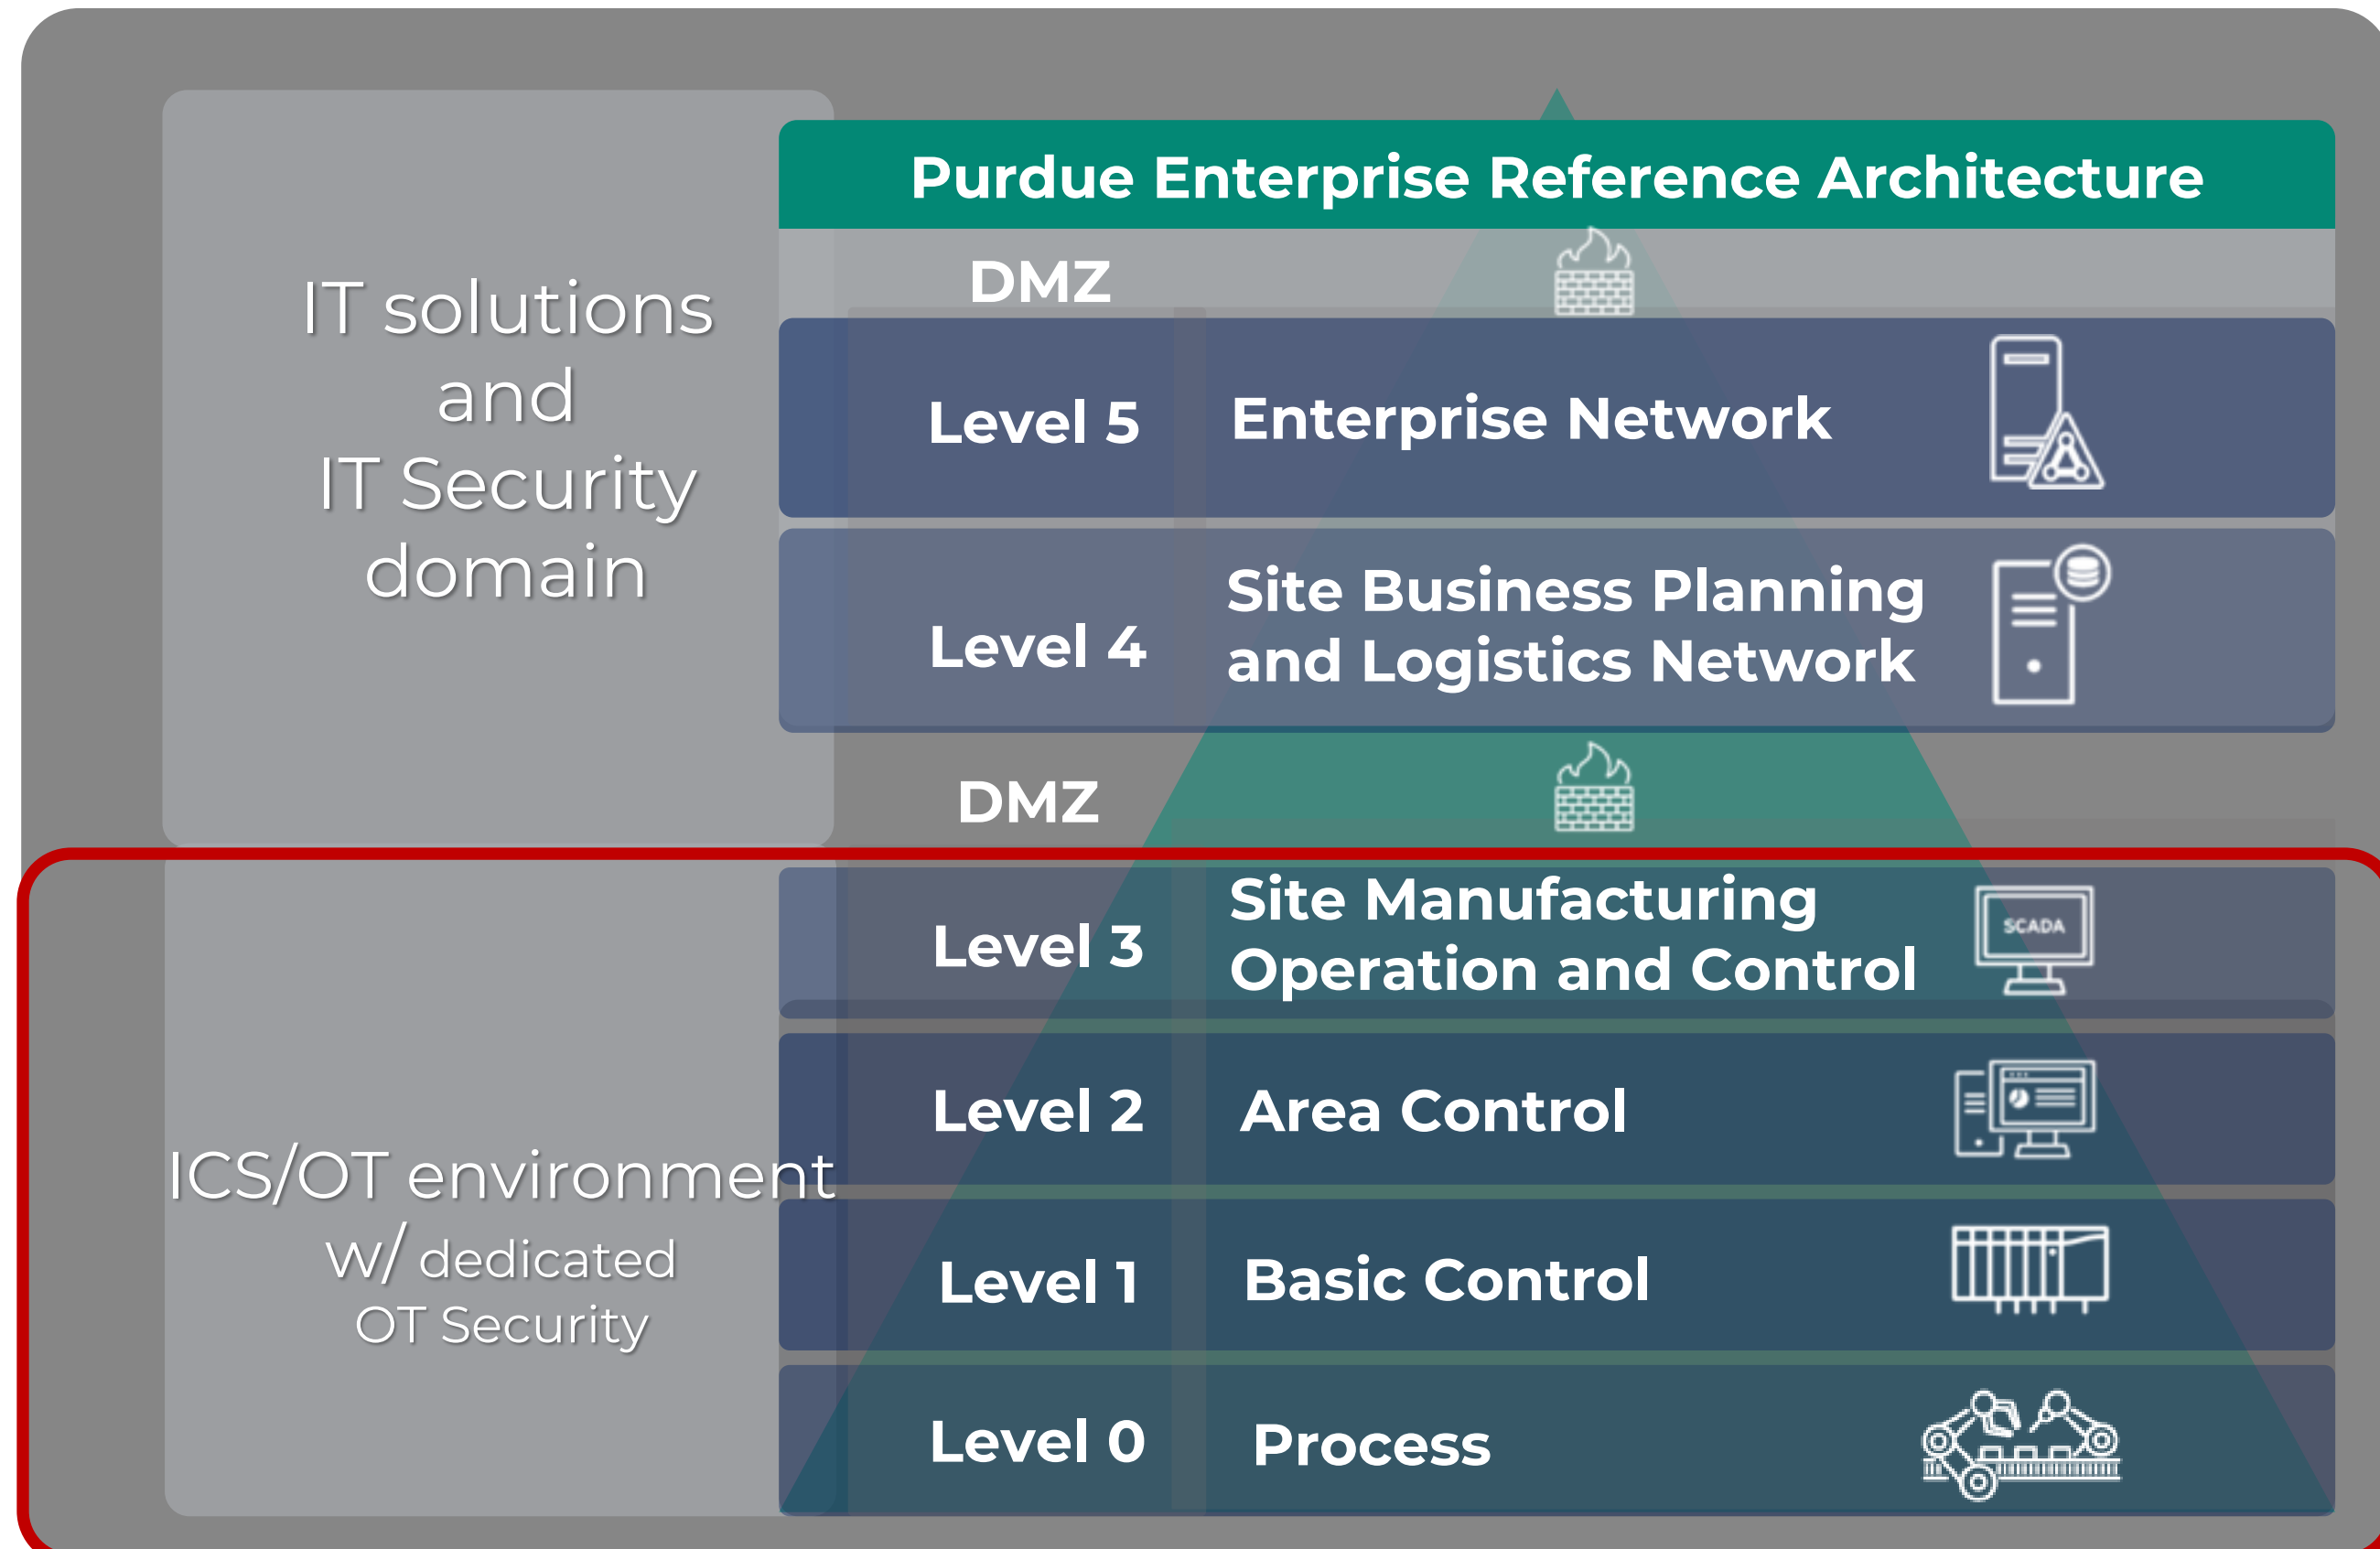 Purdue Enterprise Reference Architecture
IT solutions
and
IT Security
domain
DMZ
Level 5 Enterprise Network
Level 4 Site Business Planning
and Logistics Network
DMZ
ICS/OT environment
w/ dedicated
OT Security
Level 3 Site Manufacturing
Operation and Control
SCADA
Level 2 Area Control
Level 1 Basic Control
Level 0 Process